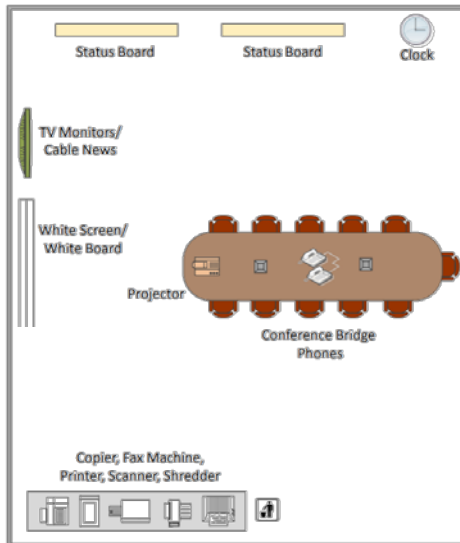 Status Board
Status Board
Clock
TV Monitors/
Cable News
White Screen/
White Board
Projector
Conference Bridge
Phones
Copier, Fax Machine,
Printer, Scanner, Shredder